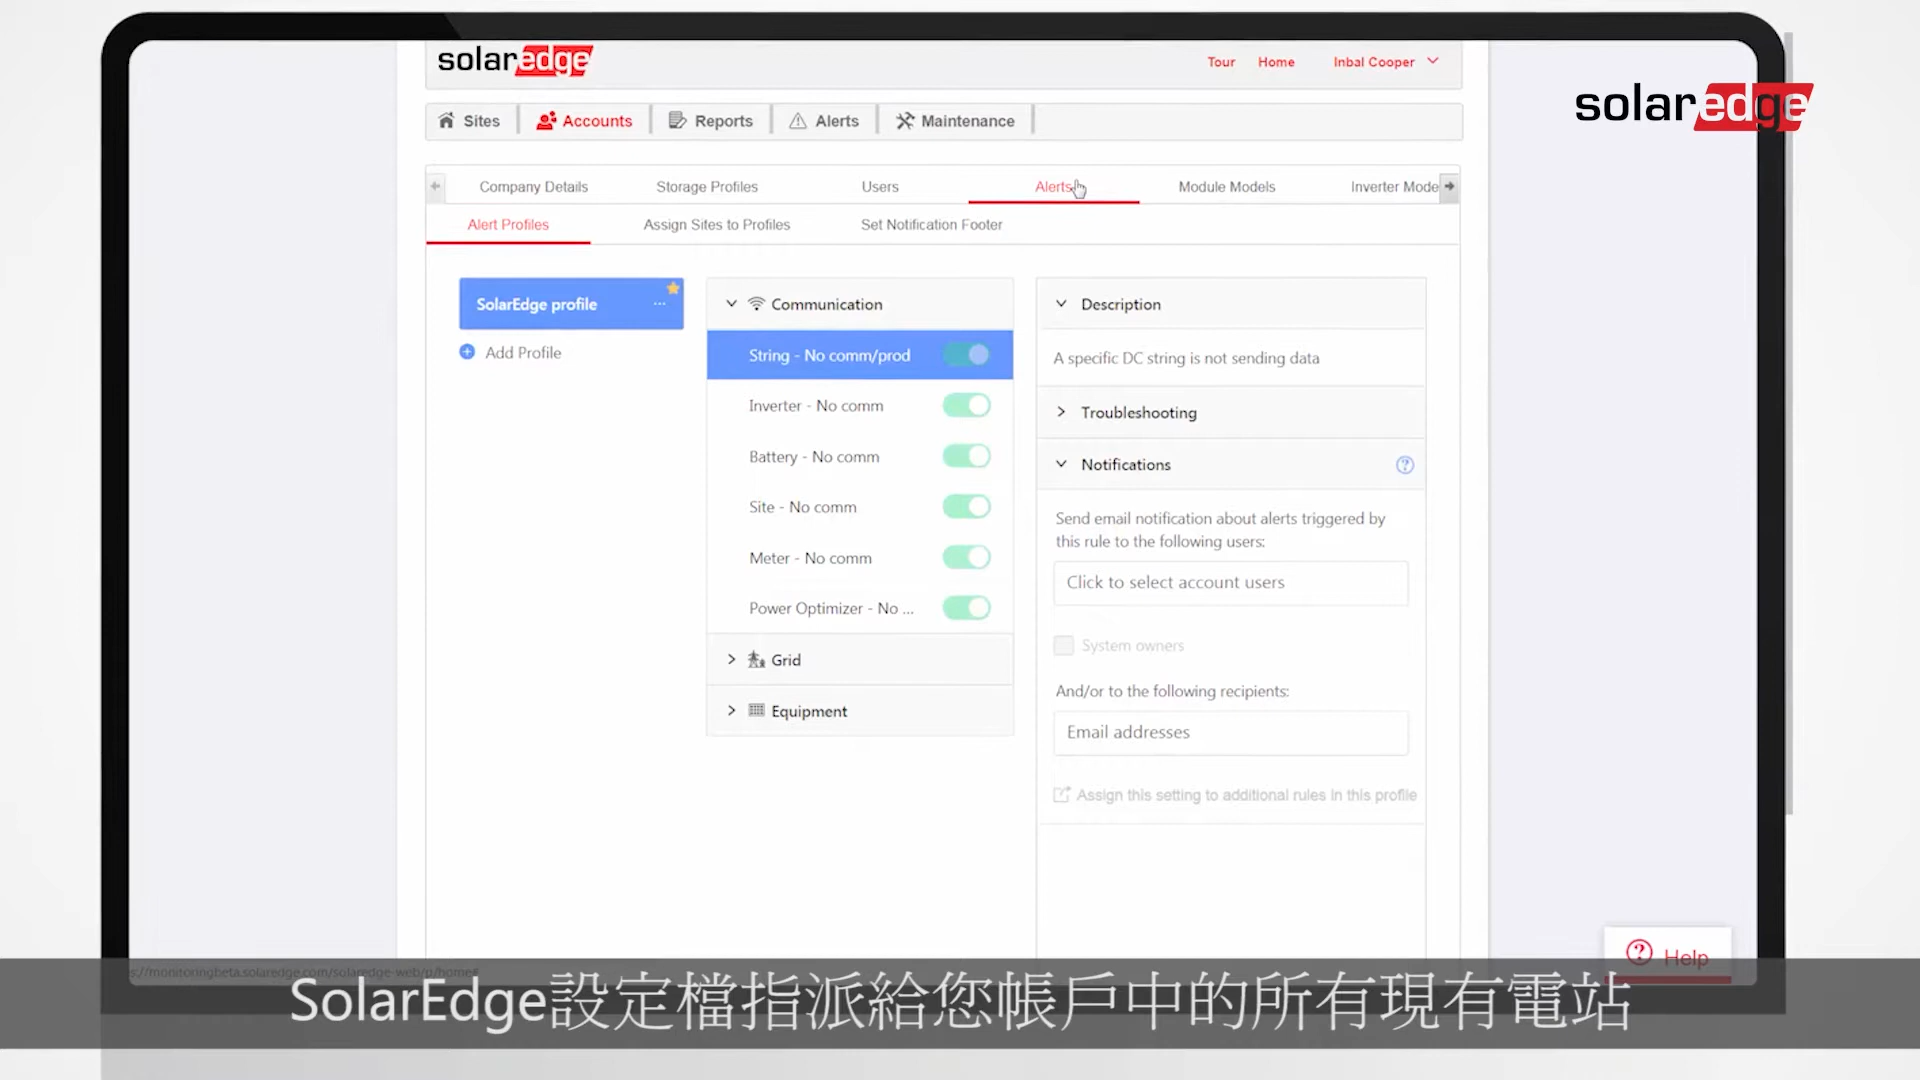 solaredge
Tour Home Inbal Cooper
solaredge
Sites Accounts Reports Alerts Maintenance
Company Details Storage Profiles Users Alerts Module Models Inverter Mode
Alert Profiles Assign Sites to Profiles Set Notification Footer
SolarEdge profile ...
Add Profile
Communication
String - No comm/prod
Inverter - No comm
Battery - No comm
Site - No comm
Meter - No comm
Power Optimizer - No ...
Grid
Equipment
Description
A specific DC string is not sending data
Troubleshooting
Notifications ?
Send email notification about alerts triggered by
this rule to the following users:
Click to select account users
System owners
And/or to the following recipients:
Email addresses
Assign this setting to additional rules in this profile
? Help
s://monitoringbeta.solaredge.com/solaredge-web/p/home#
SolarEdge設定檔指派給您帳戶中的所有現有電站